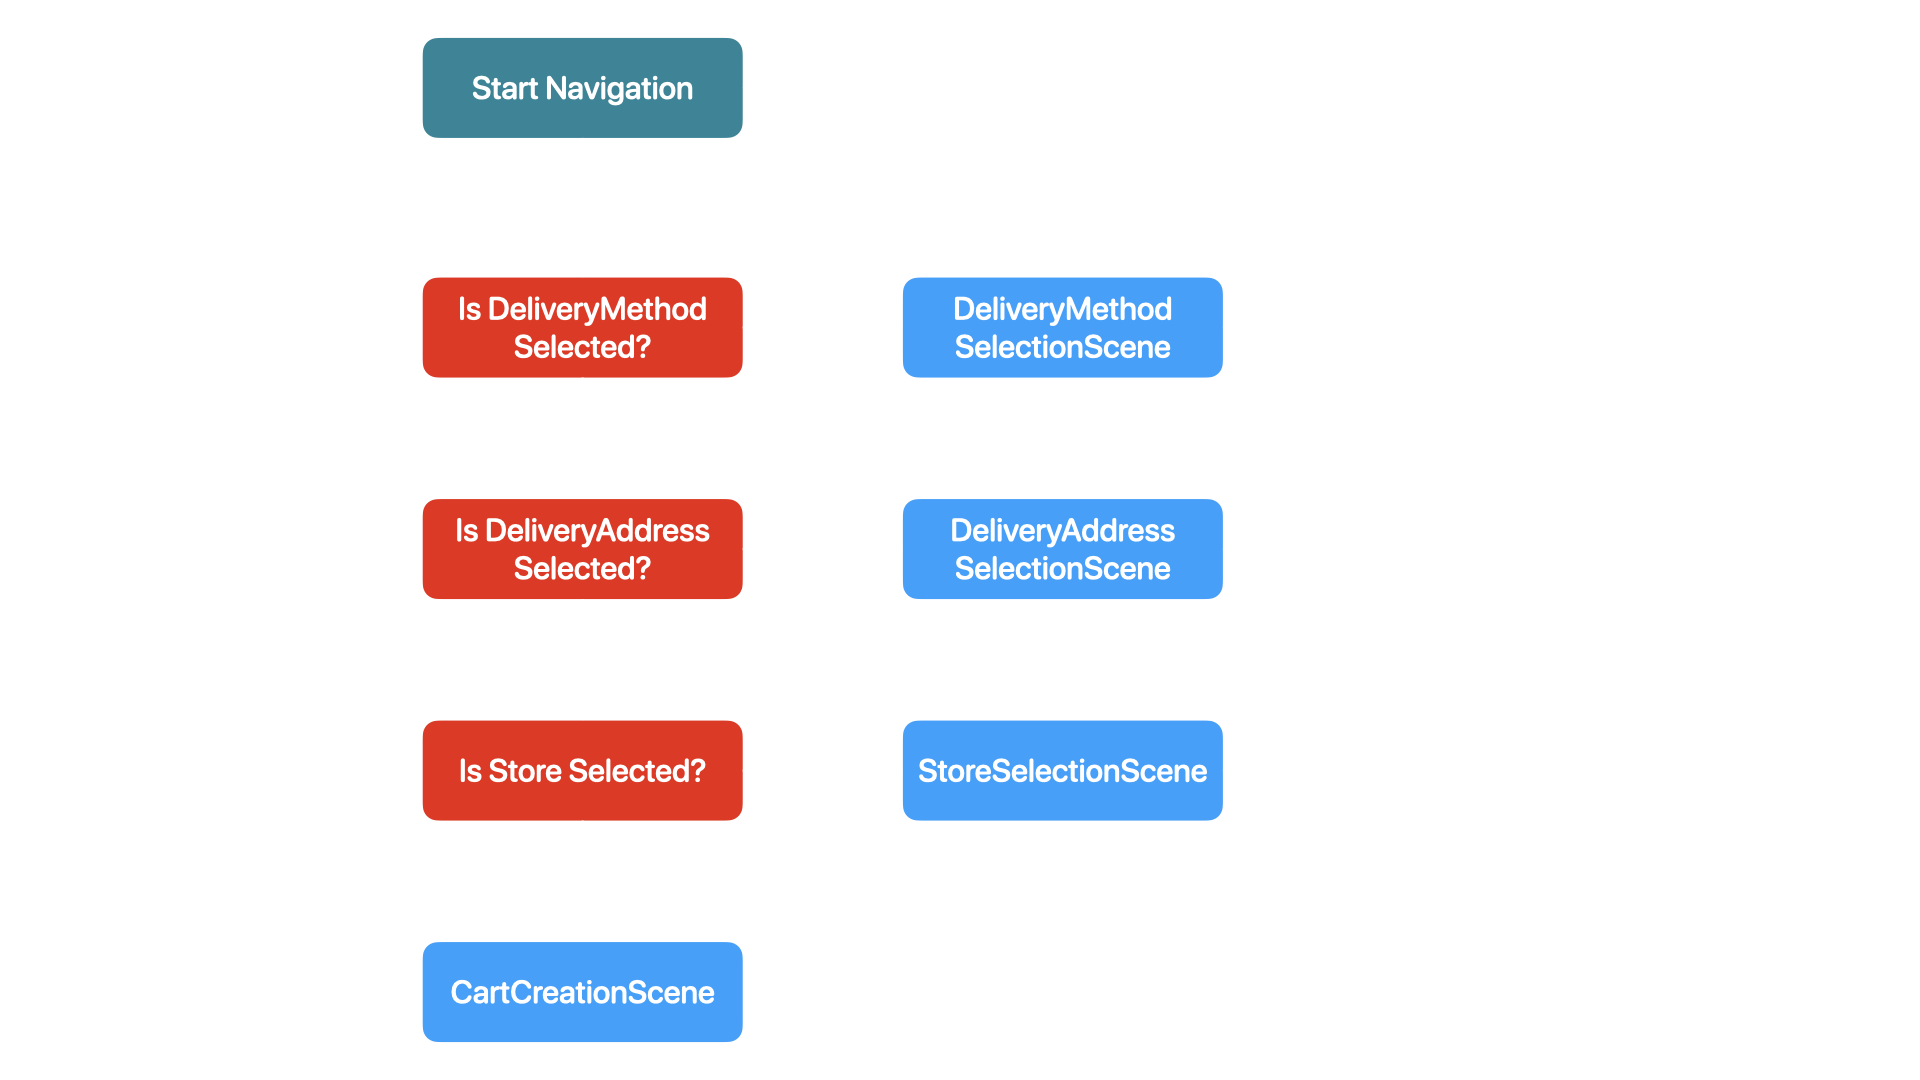 Start Navigation
Is DeliveryMethod
Selected?
DeliveryMethod
SelectionScene
Is DeliveryAddress
Selected?
DeliveryAddress
SelectionScene
Is Store Selected?
StoreSelectionScene
CartCreationScene